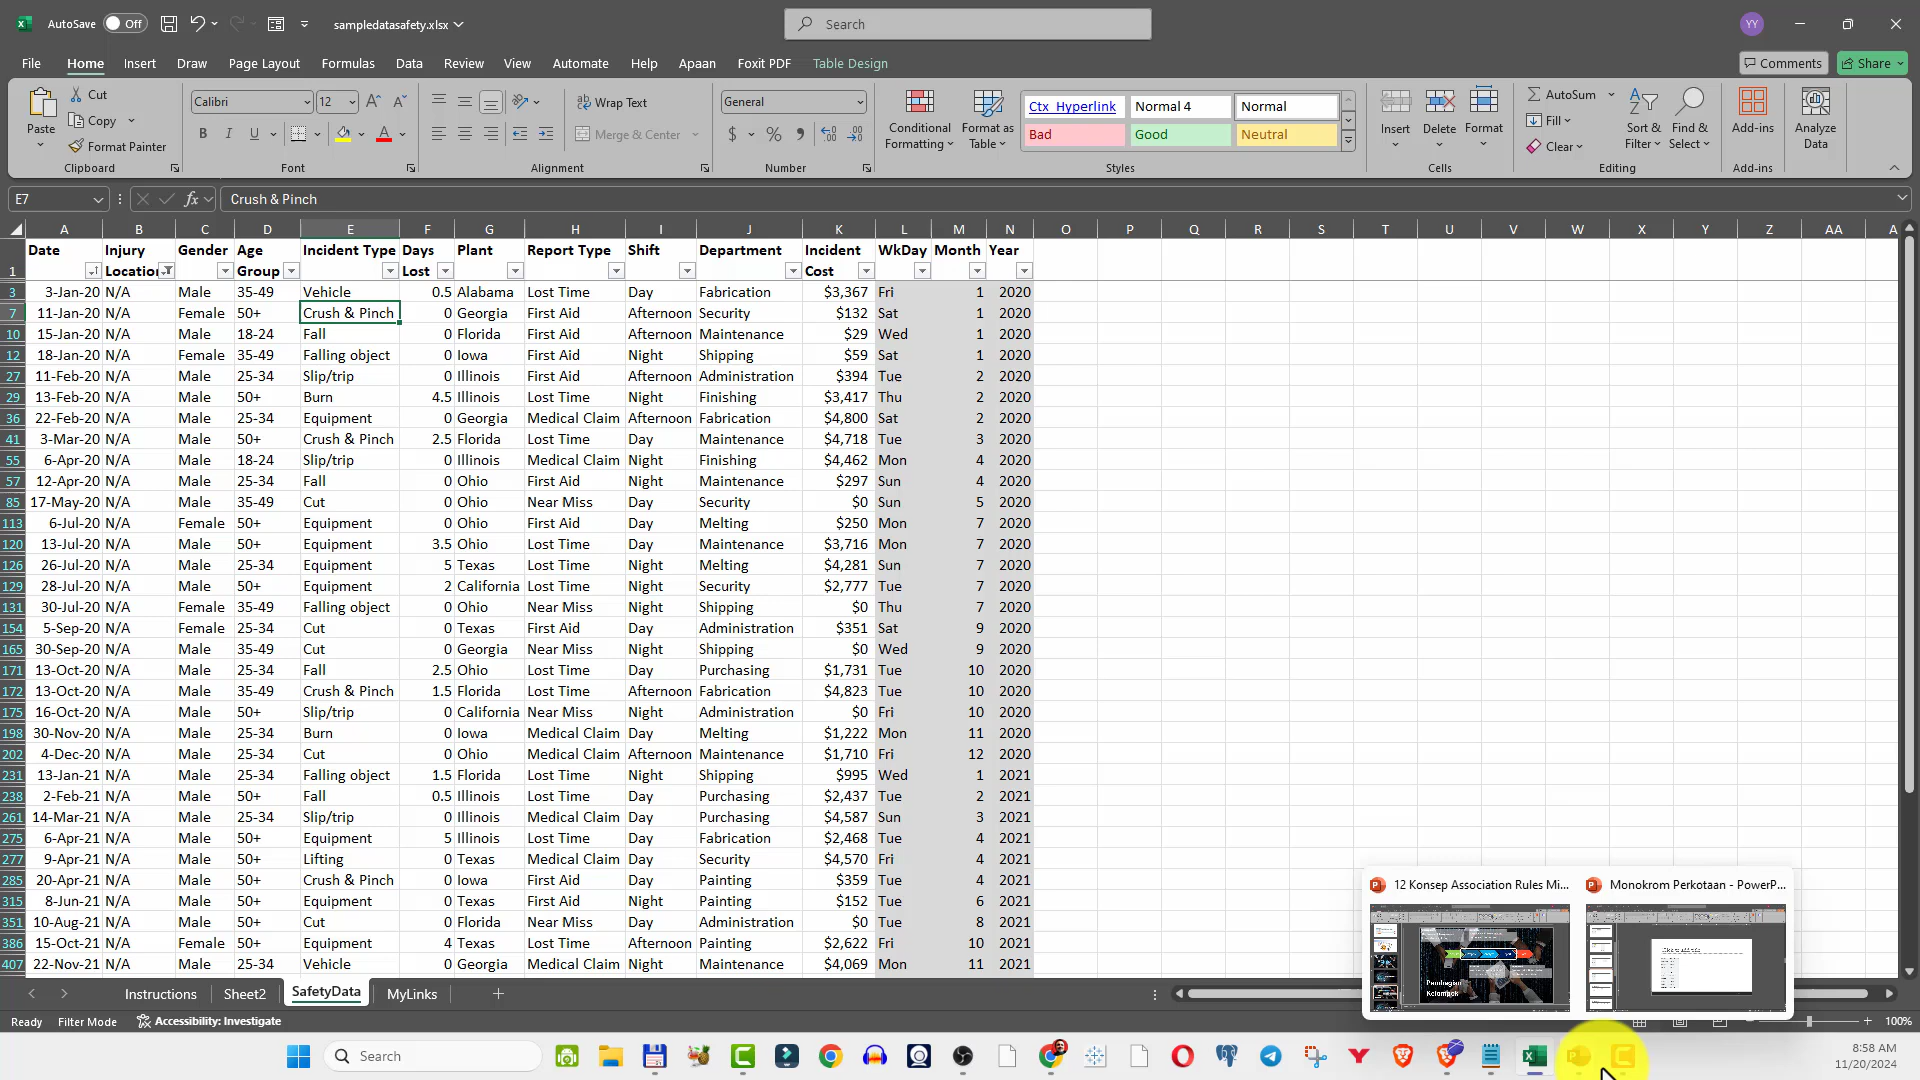 AutoSave Off sampledatasafety.xlsx Search YY
File Home Insert Draw Page Layout Formulas Data Review View Automate Help Apaan Foxit PDF Table Design Comments Share
Paste Cut Copy Format Painter Clipboard
Calibri 12 B I U A Font
Wrap Text Merge & Center Alignment
General $ % Number
Conditional Formatting Format as Table
Ctx_Hyperlink Normal 4 Normal
Bad Good Neutral
Styles
Insert Delete Format Cells
AutoSum Fill Clear Sort & Filter Find & Select Editing
Add-ins Add-ins
Analyze Data
E7 fx Crush & Pinch
A B C D E F G H I J K L M N O P Q R S T U V W X Y Z AA A
1 Date Injury Location Gender Age Group Incident Type Days Lost Plant Report Type Shift Department Incident Cost WkDay Month Year
3 3-Jan-20 N/A Male 35-49 Vehicle 0.5 Alabama Lost Time Day Fabrication $3,367 Fri 1 2020
7 11-Jan-20 N/A Female 50+ Crush & Pinch 0 Georgia First Aid Afternoon Security $132 Sat 1 2020
10 15-Jan-20 N/A Male 18-24 Fall 0 Florida First Aid Afternoon Maintenance $29 Wed 1 2020
12 18-Jan-20 N/A Female 35-49 Falling object 0 Iowa First Aid Night Shipping $59 Sat 1 2020
27 11-Feb-20 N/A Male 25-34 Slip/trip 0 Illinois First Aid Afternoon Administration $394 Tue 2 2020
29 13-Feb-20 N/A Male 50+ Burn 4.5 Illinois Lost Time Night Finishing $3,417 Thu 2 2020
36 22-Feb-20 N/A Male 25-34 Equipment 0 Georgia Medical Claim Afternoon Fabrication $4,800 Sat 2 2020
41 3-Mar-20 N/A Male 50+ Crush & Pinch 2.5 Florida Lost Time Day Maintenance $4,718 Tue 3 2020
55 6-Apr-20 N/A Male 18-24 Slip/trip 0 Illinois Medical Claim Night Finishing $4,462 Mon 4 2020
57 12-Apr-20 N/A Male 25-34 Fall 0 Ohio First Aid Night Maintenance $297 Sun 4 2020
85 17-May-20 N/A Male 35-49 Cut 0 Ohio Near Miss Day Security $0 Sun 5 2020
113 6-Jul-20 N/A Female 50+ Equipment 0 Ohio First Aid Day Melting $250 Mon 7 2020
120 13-Jul-20 N/A Male 50+ Equipment 3.5 Ohio Lost Time Day Maintenance $3,716 Mon 7 2020
126 26-Jul-20 N/A Male 25-34 Equipment 5 Texas Lost Time Night Melting $4,281 Sun 7 2020
129 28-Jul-20 N/A Male 50+ Equipment 2 California Lost Time Night Security $2,777 Tue 7 2020
131 30-Jul-20 N/A Female 35-49 Falling object 0 Ohio Near Miss Night Shipping $0 Thu 7 2020
154 5-Sep-20 N/A Female 25-34 Cut 0 Texas First Aid Day Administration $351 Sat 9 2020
165 30-Sep-20 N/A Male 35-49 Cut 0 Georgia Near Miss Night Shipping $0 Wed 9 2020
171 13-Oct-20 N/A Male 25-34 Fall 2.5 Ohio Lost Time Day Purchasing $1,731 Tue 10 2020
172 13-Oct-20 N/A Male 35-49 Crush & Pinch 1.5 Florida Lost Time Afternoon Fabrication $4,823 Tue 10 2020
175 16-Oct-20 N/A Male 50+ Slip/trip 0 California Near Miss Night Administration $0 Fri 10 2020
198 30-Nov-20 N/A Male 25-34 Burn 0 Iowa Medical Claim Day Melting $1,222 Mon 11 2020
202 4-Dec-20 N/A Male 25-34 Cut 0 Ohio Medical Claim Afternoon Maintenance $1,710 Fri 12 2020
231 13-Jan-21 N/A Male 25-34 Falling object 1.5 Florida Lost Time Night Shipping $995 Wed 1 2021
238 2-Feb-21 N/A Male 50+ Fall 0.5 Illinois Lost Time Day Purchasing $2,437 Tue 2 2021
261 14-Mar-21 N/A Male 25-34 Slip/trip 0 Illinois Medical Claim Day Purchasing $4,587 Sun 3 2021
275 6-Apr-21 N/A Male 50+ Equipment 5 Illinois Lost Time Day Fabrication $2,468 Tue 4 2021
277 9-Apr-21 N/A Male 50+ Lifting 0 Texas Medical Claim Day Security $4,570 Fri 4 2021
285 20-Apr-21 N/A Male 50+ Crush & Pinch 0 Iowa First Aid Day Painting $359 Tue 4 2021
315 8-Jun-21 N/A Male 50+ Equipment 0 Texas First Aid Night Painting $152 Tue 6 2021
351 10-Aug-21 N/A Male 50+ Cut 0 Florida Near Miss Day Administration $0 Tue 8 2021
386 15-Oct-21 N/A Female 50+ Equipment 4 Texas Lost Time Afternoon Painting $2,622 Fri 10 2021
407 22-Nov-21 N/A Male 25-34 Vehicle 0 Georgia Medical Claim Night Maintenance $4,069 Mon 11 2021
12 Konsep Association Rules Mi... Monokrom Perkotaan - PowerP...
Pembagian
Kelompok
Instructions Sheet2 SafetyData MyLinks
Ready Filter Mode Accessibility: Investigate 100%
Search
8:58 AM
11/20/2024